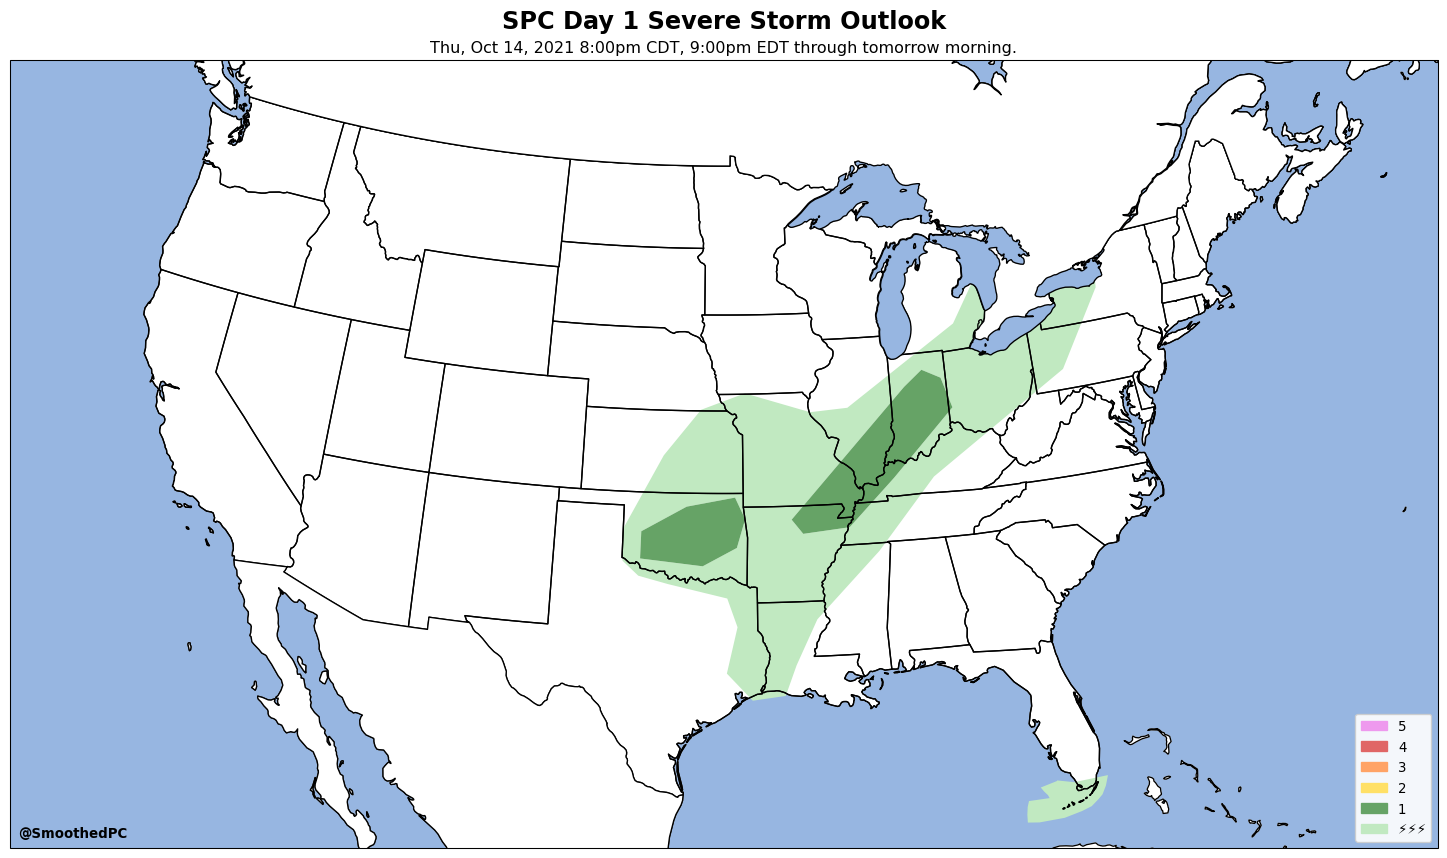 SPC Day 1 Severe Storm Outlook
Thu, Oct 14, 2021 8:00pm CDT, 9:00pm EDT through tomorrow morning.
5
4
3
2
1
⚡⚡⚡
@SmoothedPC